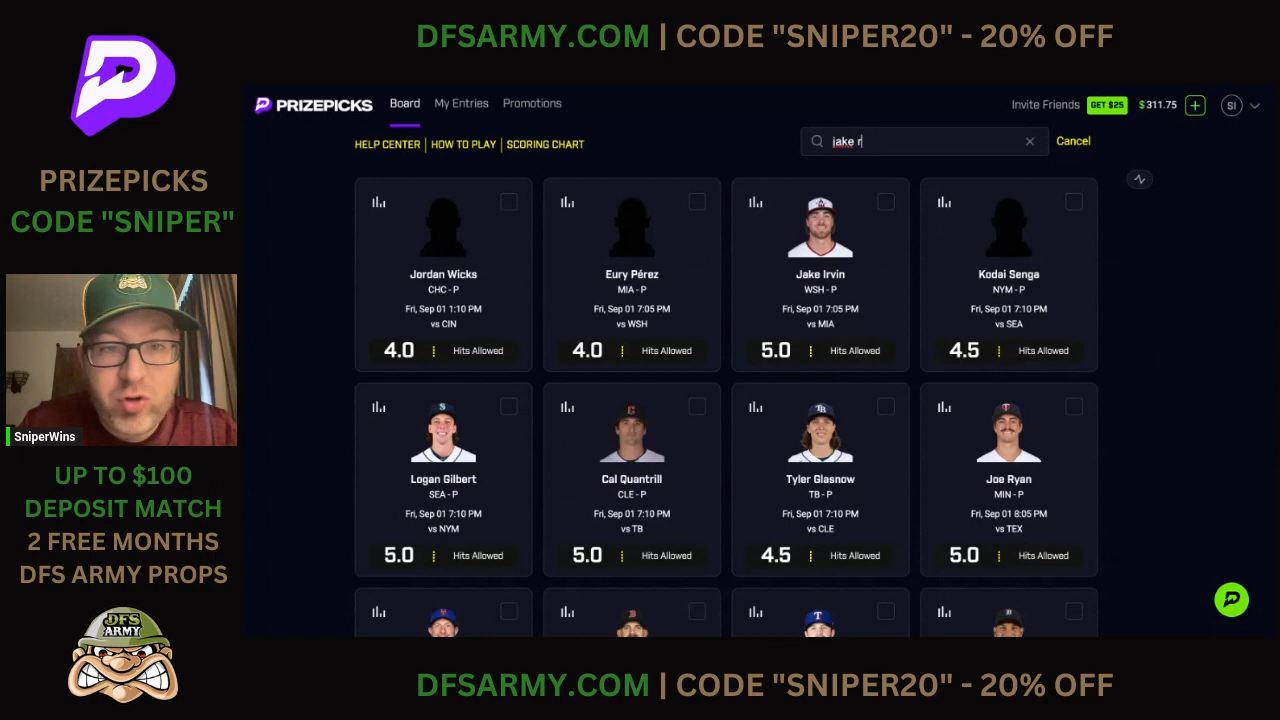 DFSARMY.COM | CODE "SNIPER20" - 20% OFF
PRIZEPICKS
CODE "SNIPER"
SniperWins
UP TO $100
DEPOSIT MATCH
2 FREE MONTHS
DFS ARMY PROPS
DFS
ARMY
PRIZEPICKS Board My Entries Promotions Invite Friends GET $25 $311.75 + SI
HELP CENTER | HOW TO PLAY | SCORING CHART jake r Cancel
Jordan Wicks
CHC - P
Fri, Sep 01 1:10 PM
vs CIN
4.0 Hits Allowed
Eury Pérez
MIA - P
Fri, Sep 01 7:05 PM
vs WSH
4.0 Hits Allowed
Jake Irvin
WSH - P
Fri, Sep 01 7:05 PM
vs MIA
5.0 Hits Allowed
Kodai Senga
NYM - P
Fri, Sep 01 7:10 PM
vs SEA
4.5 Hits Allowed
Logan Gilbert
SEA - P
Fri, Sep 01 7:10 PM
vs NYM
5.0 Hits Allowed
Cal Quantrill
CLE - P
Fri, Sep 01 7:10 PM
vs TB
5.0 Hits Allowed
Tyler Glasnow
TB - P
Fri, Sep 01 7:10 PM
vs CLE
4.5 Hits Allowed
Joe Ryan
MIN - P
Fri, Sep 01 8:05 PM
vs TEX
5.0 Hits Allowed
DFSARMY.COM | CODE "SNIPER20" - 20% OFF